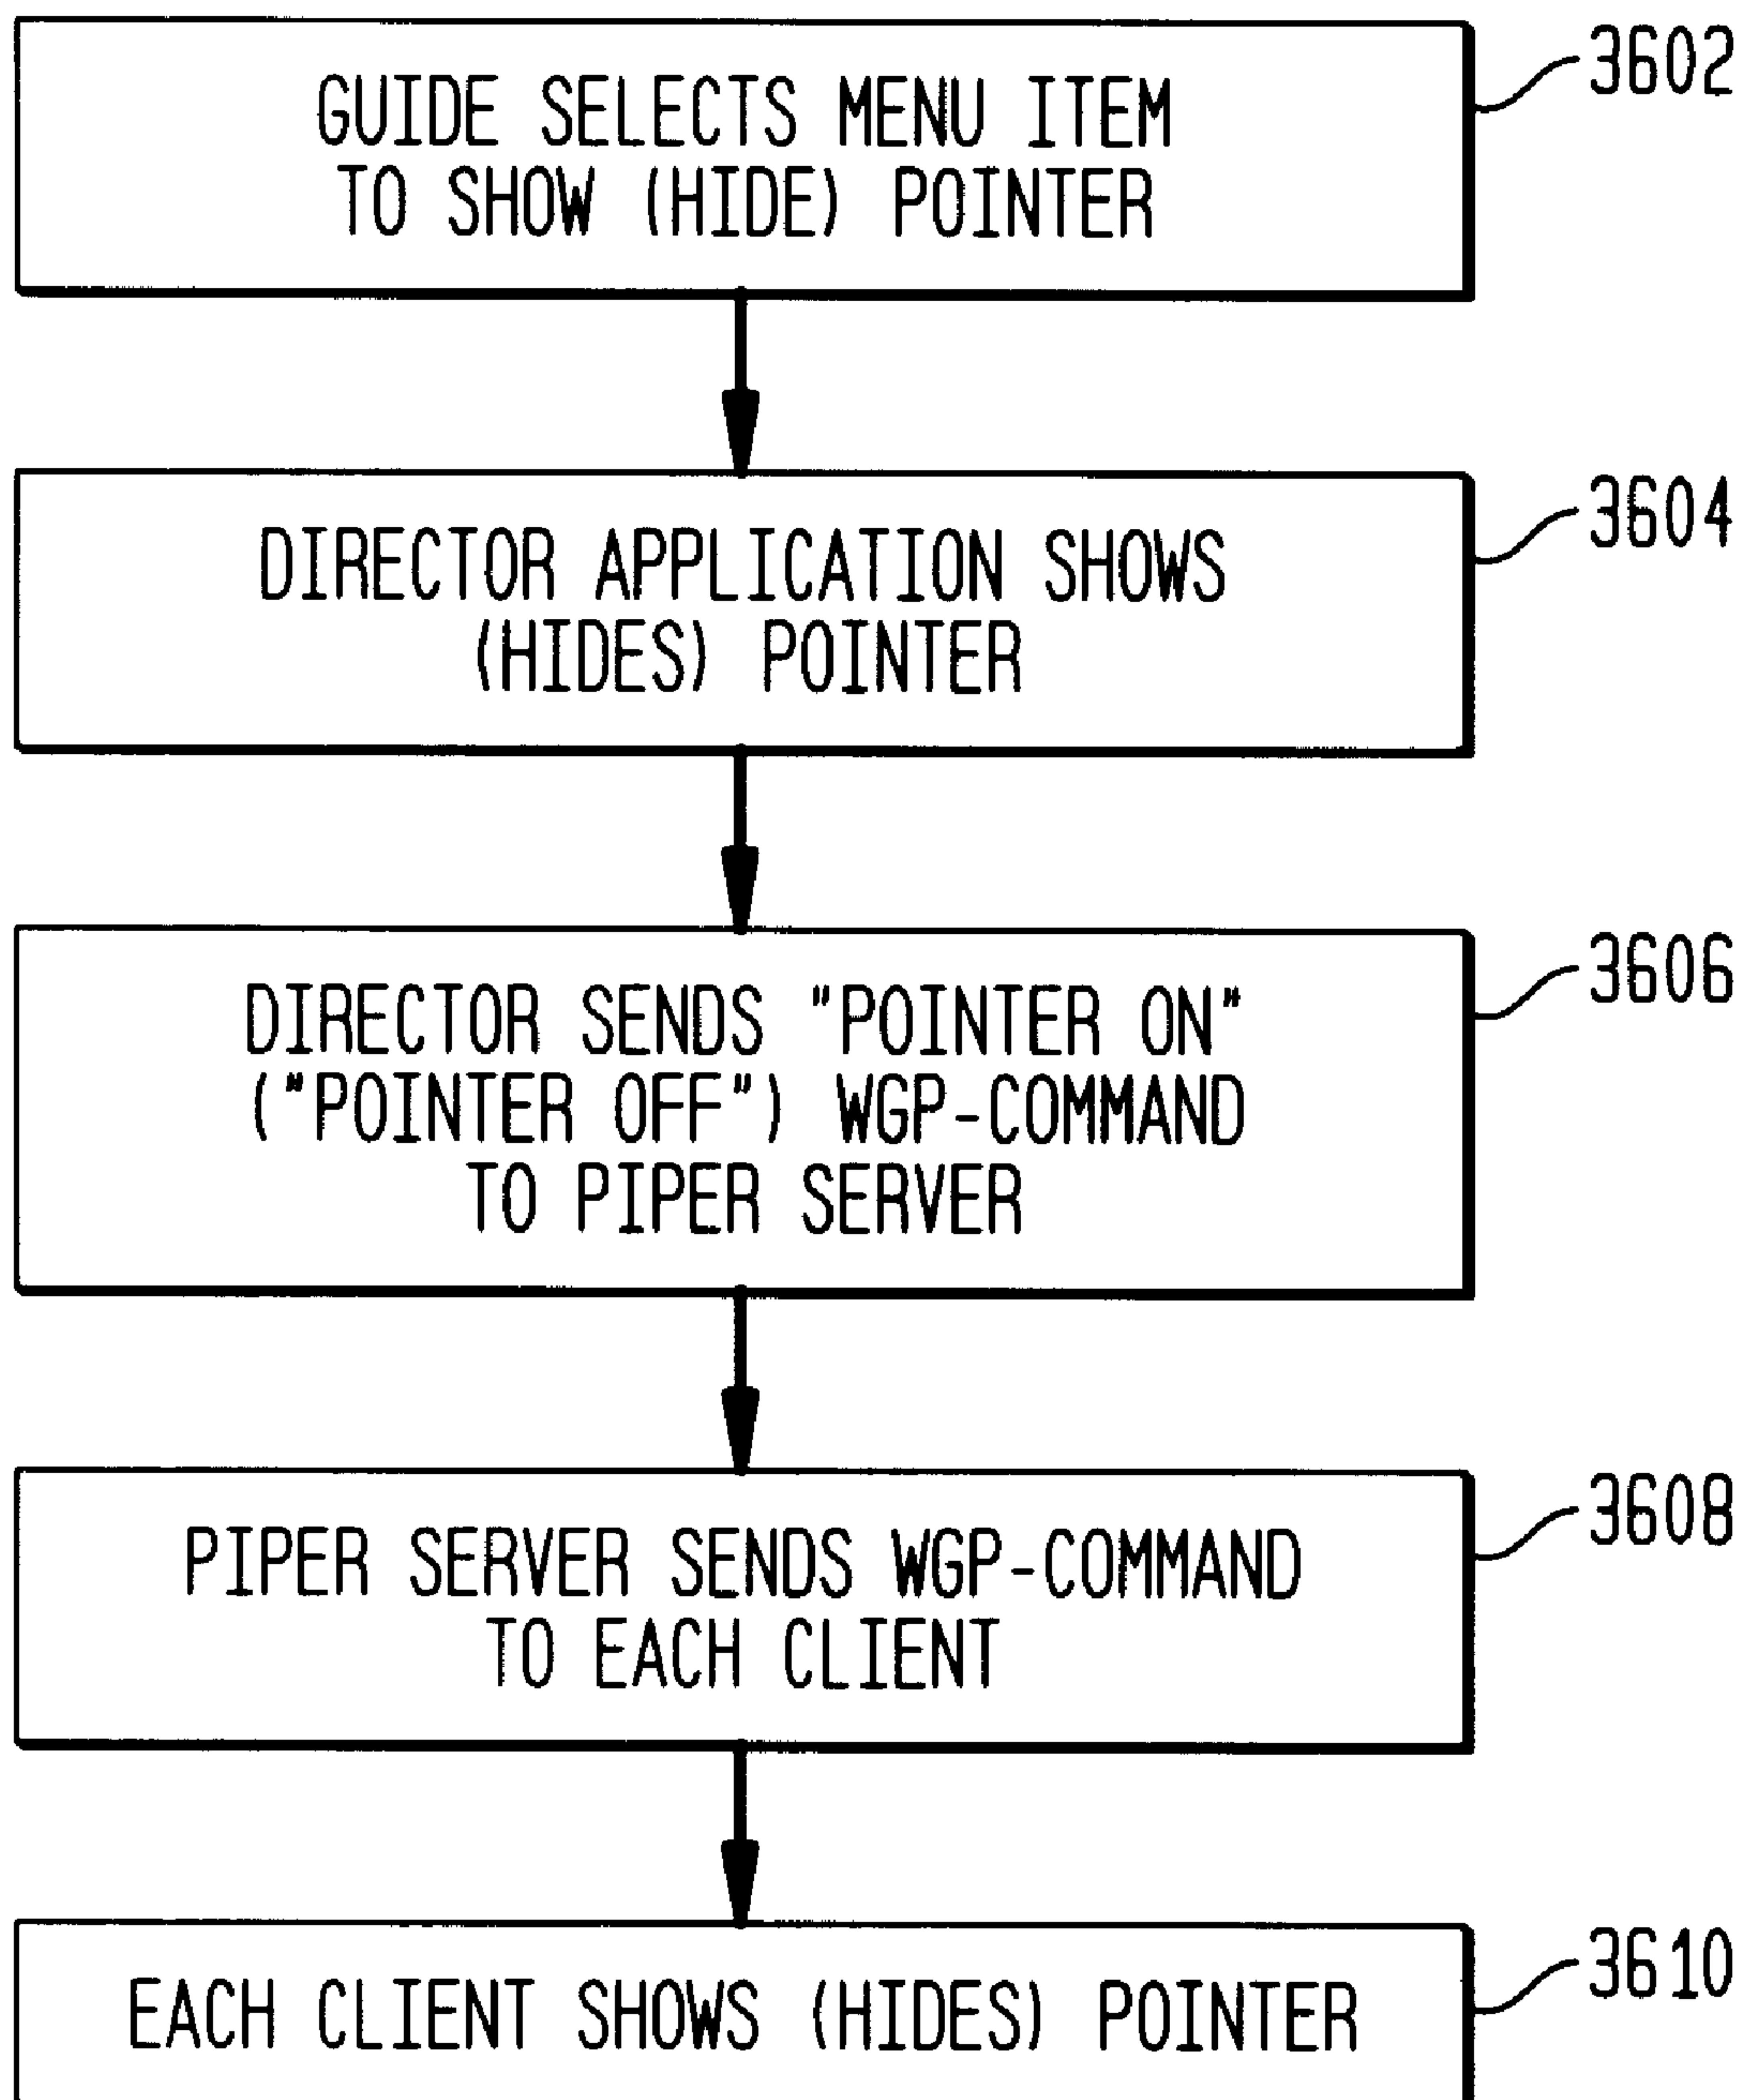 GUIDE SELECTS MENU ITEM
TO SHOW (HIDE) POINTER
3602
DIRECTOR APPLICATION SHOWS
(HIDES) POINTER
3604
DIRECTOR SENDS "POINTER ON"
("POINTER OFF") WGP-COMMAND
TO PIPER SERVER
3606
PIPER SERVER SENDS WGP-COMMAND
TO EACH CLIENT
3608
EACH CLIENT SHOWS (HIDES) POINTER
3610